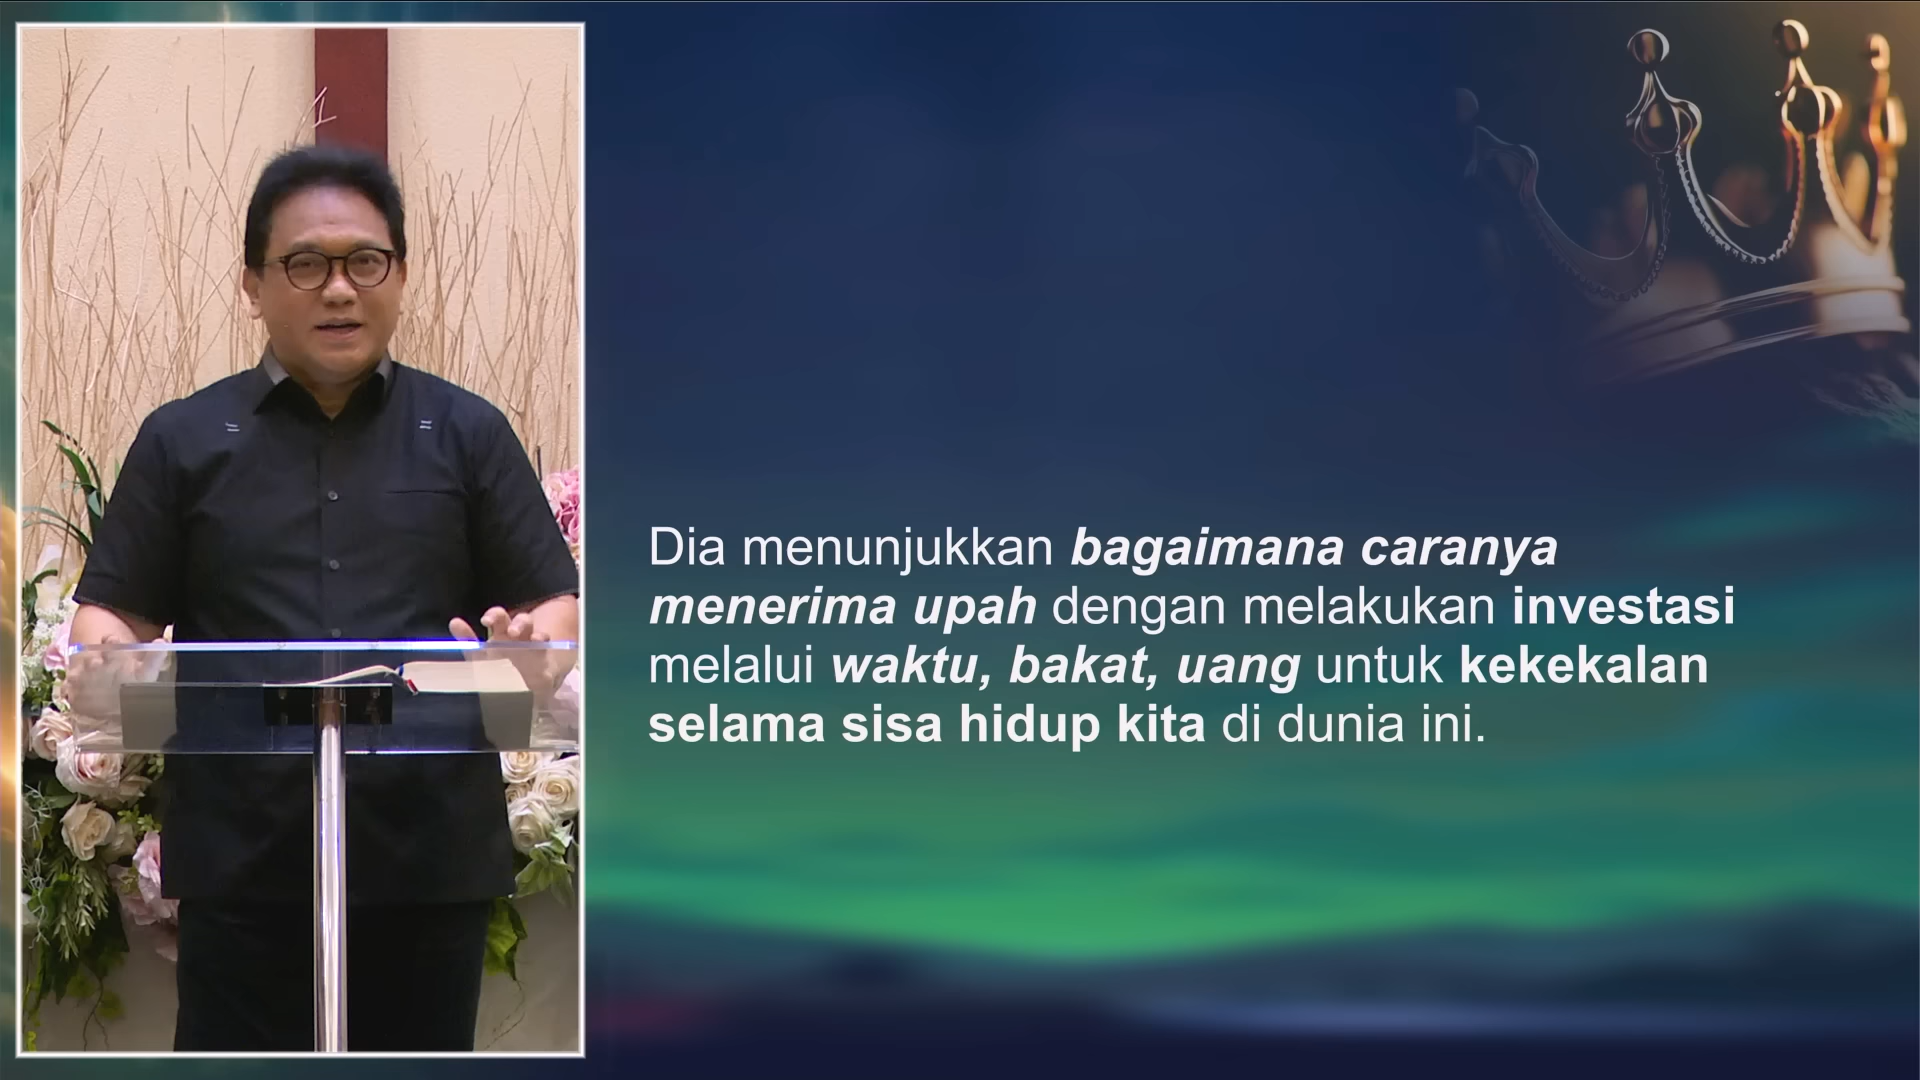 Dia menunjukkan bagaimana caranya
menerima upah dengan melakukan investasi
melalui waktu, bakat, uang untuk kekekalan
selama sisa hidup kita di dunia ini.